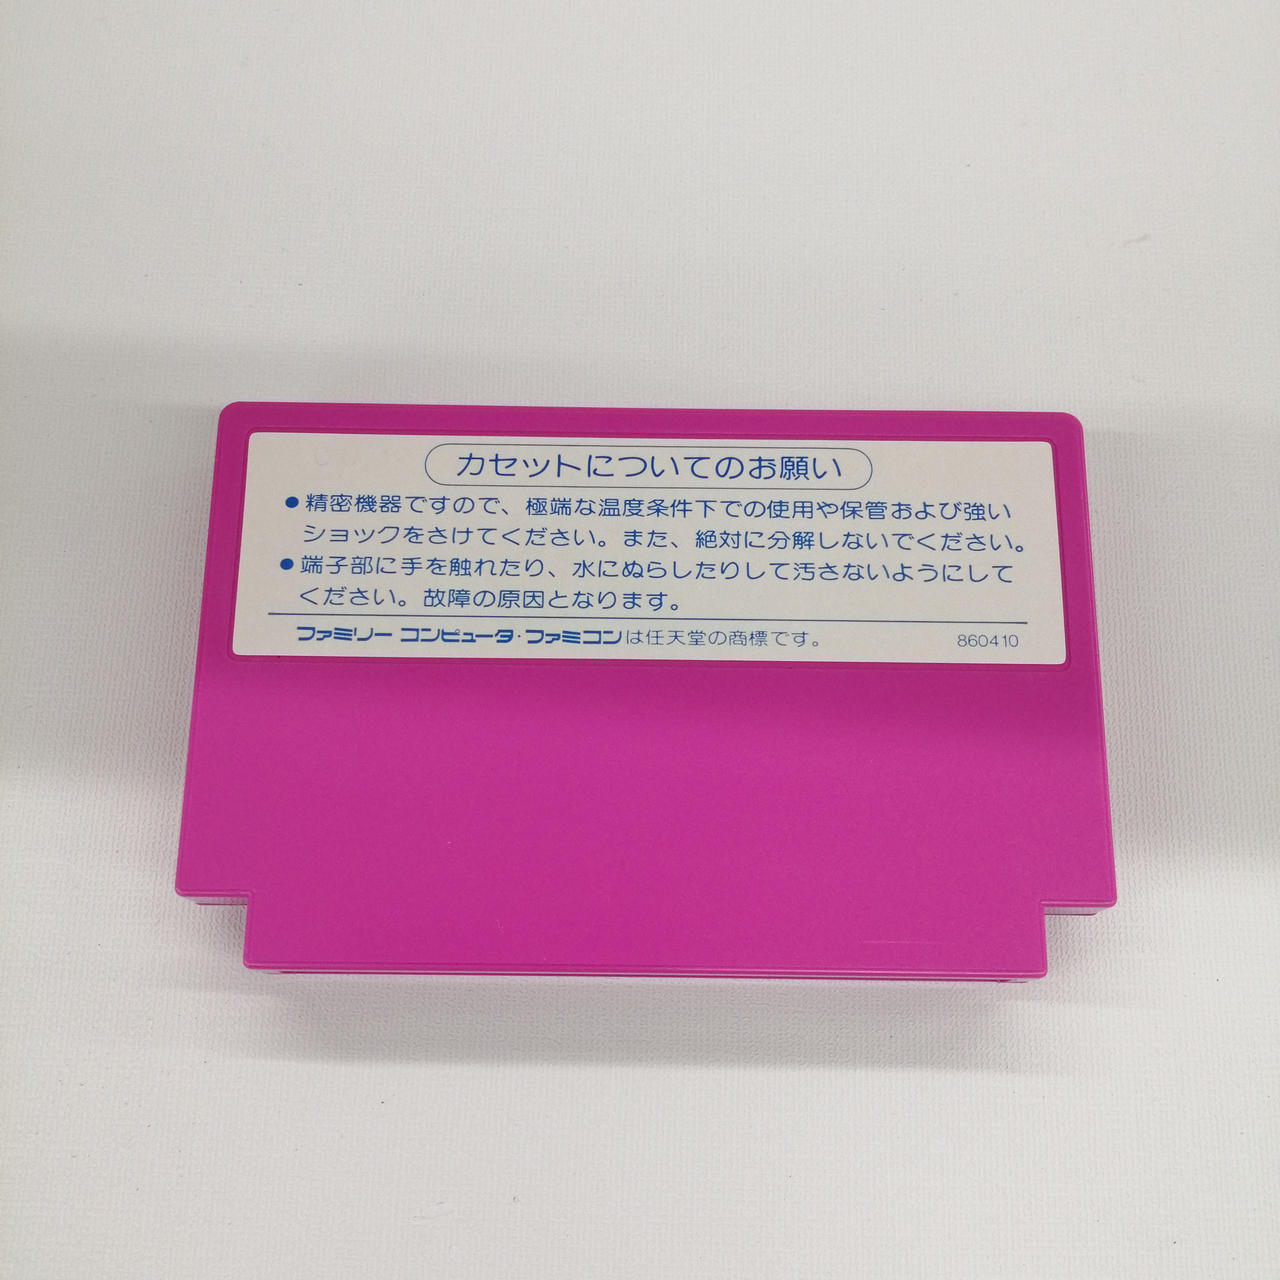 カセットについてのお願い
●精密機器ですので、極端な温度条件下での使用や保管および強い
ショックをさけてください。また、絶対に分解しないでください。
●端子部に手を触れたり、水にぬらしたりして汚さないようにして
ください。故障の原因となります。
ファミリー コンピュータ・ファミコンは任天堂の商標です。 860410